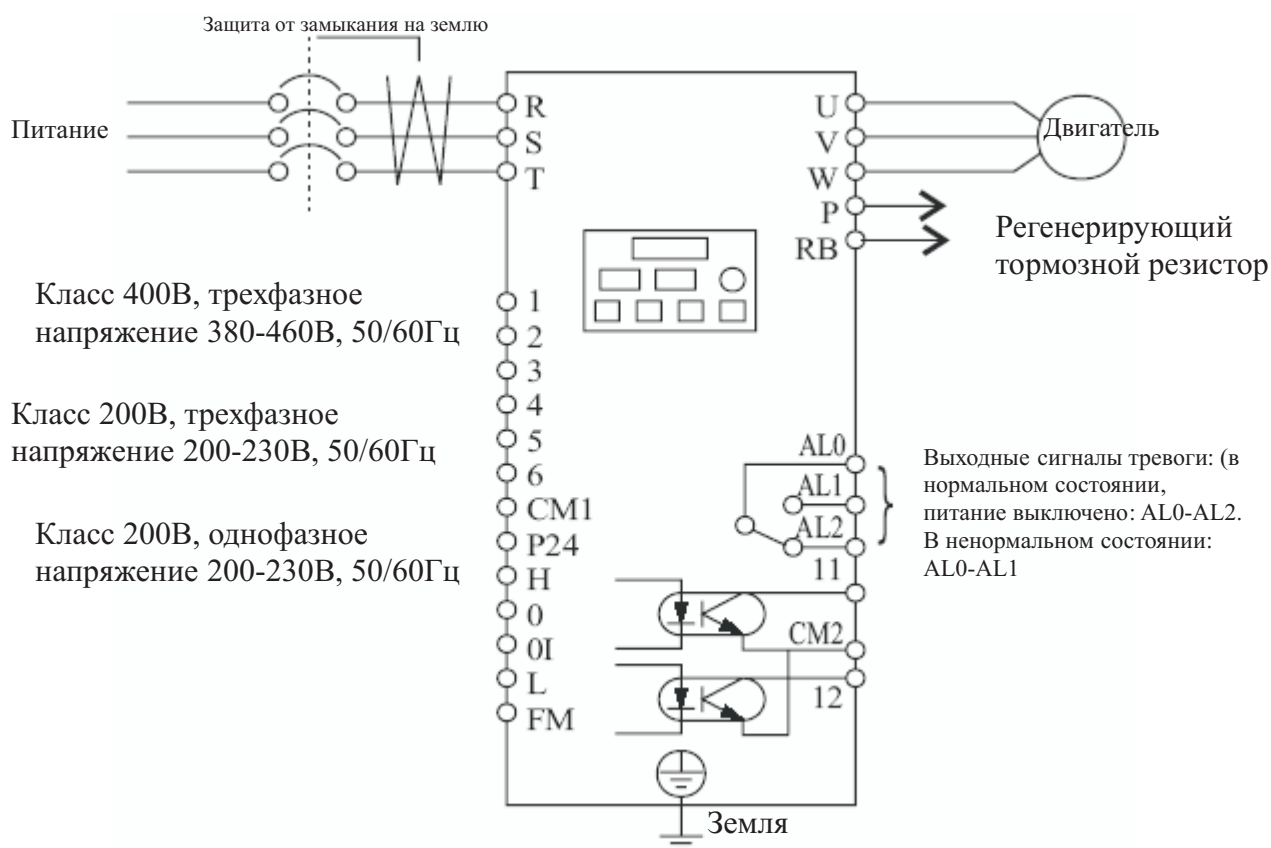 Защита от замыкания на землю
Питание
R
S
T
U
V
W
P
RB
Двигатель
Регенерирующий
тормозной резистор
Класс 400В, трехфазное
напряжение 380-460В, 50/60Гц
Класс 200В, трехфазное
напряжение 200-230В, 50/60Гц
Класс 200В, однофазное
напряжение 200-230В, 50/60Гц
1
2
3
4
5
6
CM1
P24
H
0
0I
L
FM
AL0
AL1
AL2
11
CM2
12
Выходные сигналы тревоги: (в
нормальном состоянии,
питание выключено: AL0-AL2.
В ненормальном состоянии:
AL0-AL1
Земля